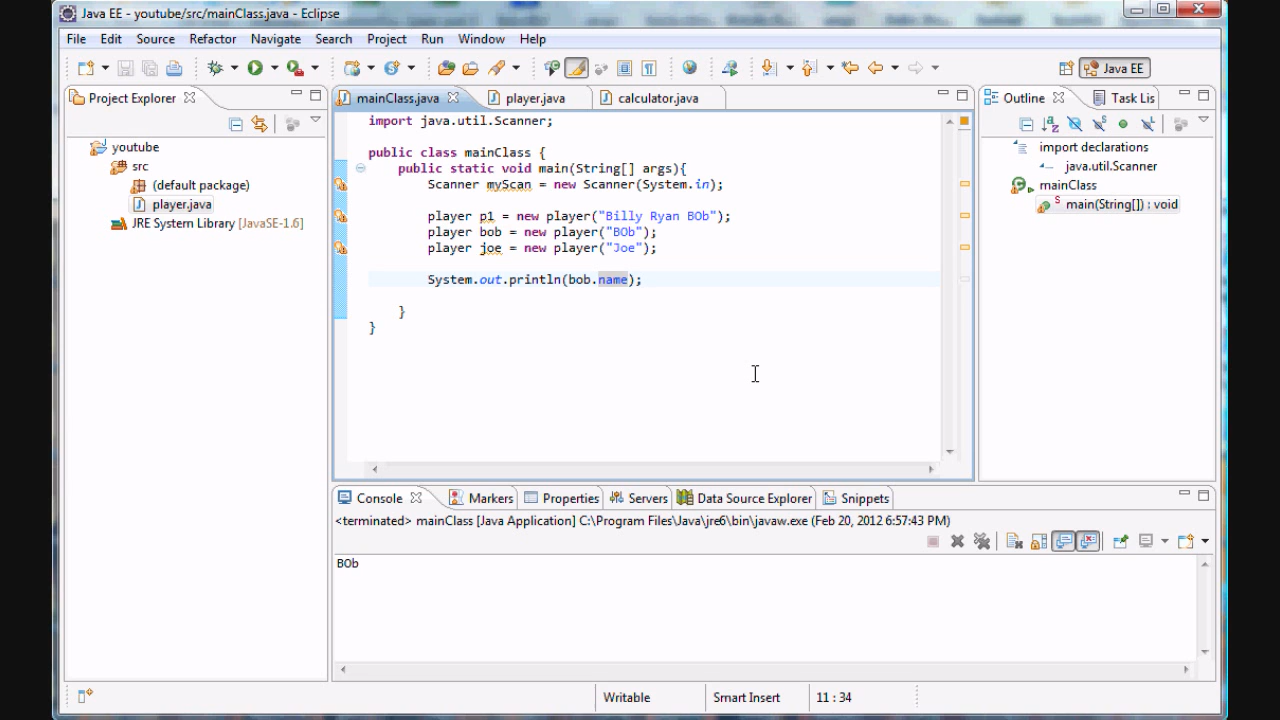 Java EE - youtube/src/mainClass.java - Eclipse
File Edit Source Refactor Navigate Search Project Run Window Help
Java EE
Project Explorer
mainClass.java player.java calculator.java
Outline Task Lis
youtube
src
(default package)
player.java
JRE System Library [JavaSE-1.6]
import java.util.Scanner;
public class mainClass {
public static void main(String[] args){
Scanner myScan = new Scanner(System.in);
player p1 = new player("Billy Ryan BOb");
player bob = new player("BOb");
player joe = new player("Joe");
System.out.println(bob.name);
}
}
import declarations
java.util.Scanner
mainClass
S main(String[]) : void
Console Markers Properties Servers Data Source Explorer Snippets
<terminated> mainClass [Java Application] C:\Program Files\Java\jre6\bin\javaw.exe (Feb 20, 2012 6:57:43 PM)
BOb
Writable Smart Insert 11 : 34